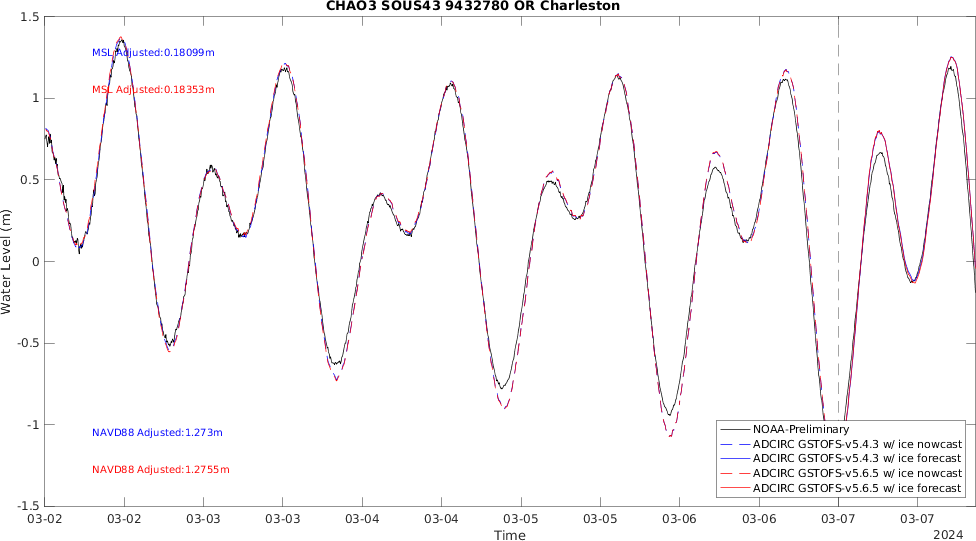 CHAO3 SOUS43 9432780 OR Charleston
1.5
1
0.5
0
-0.5
-1
-1.5
Water Level (m)
MSL Adjusted:0.18099m
MSL Adjusted:0.18353m
NAVD88 Adjusted:1.273m
NAVD88 Adjusted:1.2755m
NOAA-Preliminary
ADCIRC GSTOFS-v5.4.3 w/ ice nowcast
ADCIRC GSTOFS-v5.4.3 w/ ice forecast
ADCIRC GSTOFS-v5.6.5 w/ ice nowcast
ADCIRC GSTOFS-v5.6.5 w/ ice forecast
03-02 03-02 03-03 03-03 03-04 03-04 03-05 03-05 03-06 03-06 03-07 03-07
Time
2024